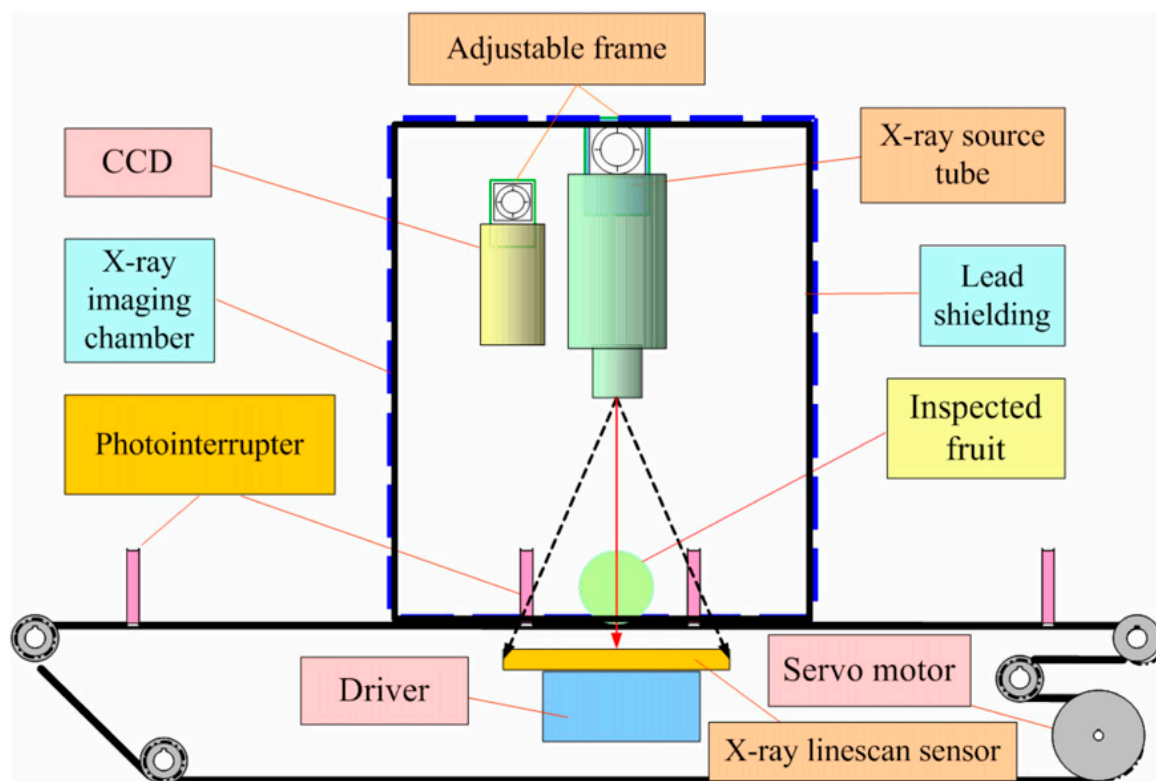 Adjustable frame
CCD
X-ray source
tube
X-ray
imaging
chamber
Lead
shielding
Photointerrupter
Inspected
fruit
Driver
Servo motor
X-ray linescan sensor